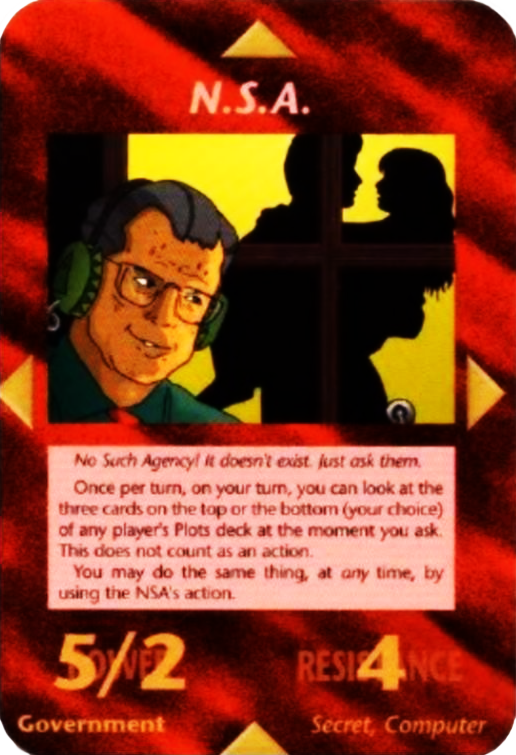 N.S.A.
No Such Agency! It doesn't exist. Just ask them.
Once per turn, on your turn, you can look at the
three cards on the top or the bottom (your choice)
of any player's Plots deck at the moment you ask.
This does not count as an action.
You may do the same thing, at any time, by
using the NSA's action.
POWER
5/2
RESISTANCE
4
Government
Secret, Computer